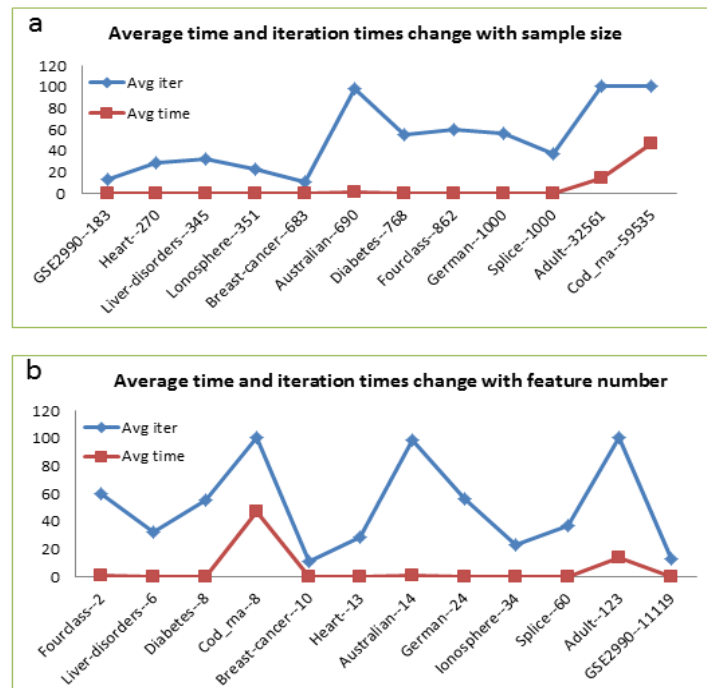 a
Average time and iteration times change with sample size
120
100
80
60
40
20
0
Avg iter
Avg time
GSE2990--183
Heart--270
Liver-disorders--345
Lonosphere--351
Breast-cancer--683
Australian--690
Diabetes--768
Fourclass--862
German--1000
Splice--1000
Adult--32561
Cod_rna--59535
b
Average time and iteration times change with feature number
120
100
80
60
40
20
0
Avg iter
Avg time
Fourclass--2
Liver-disorders--6
Diabetes--8
Cod_rna--8
Breast-cancer--10
Heart--13
Australian--14
German--24
Ionosphere--34
Splice--60
Adult--123
GSE2990--11119